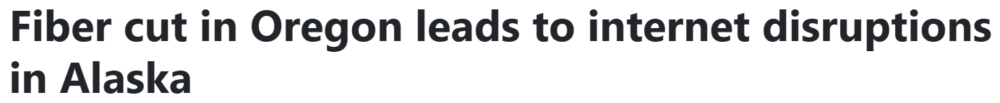 Fiber cut in Oregon leads to internet disruptions
in Alaska